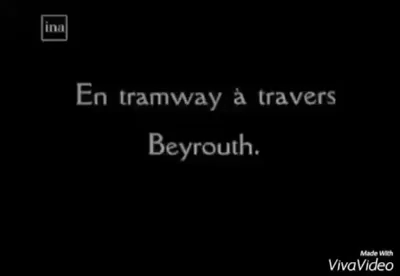 ina
En tramway à travers
Beyrouth.
Made With
VivaVideo